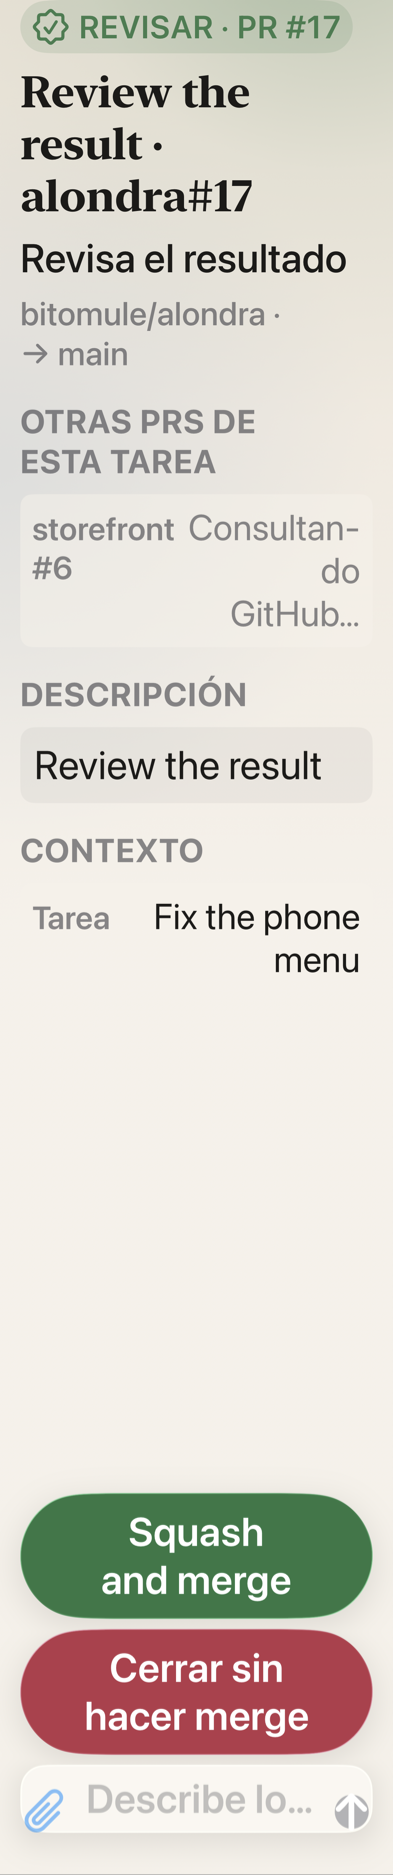 REVISAR · PR #17
Review the
result ·
alondra#17
Revisa el resultado
bitomule/alondra ·
→ main
OTRAS PRS DE
ESTA TAREA
storefront
#6
Consultan-
do
GitHub...
DESCRIPCIÓN
Review the result
CONTEXTO
Tarea
Fix the phone
menu
Squash
and merge
Cerrar sin
hacer merge
Describe lo...